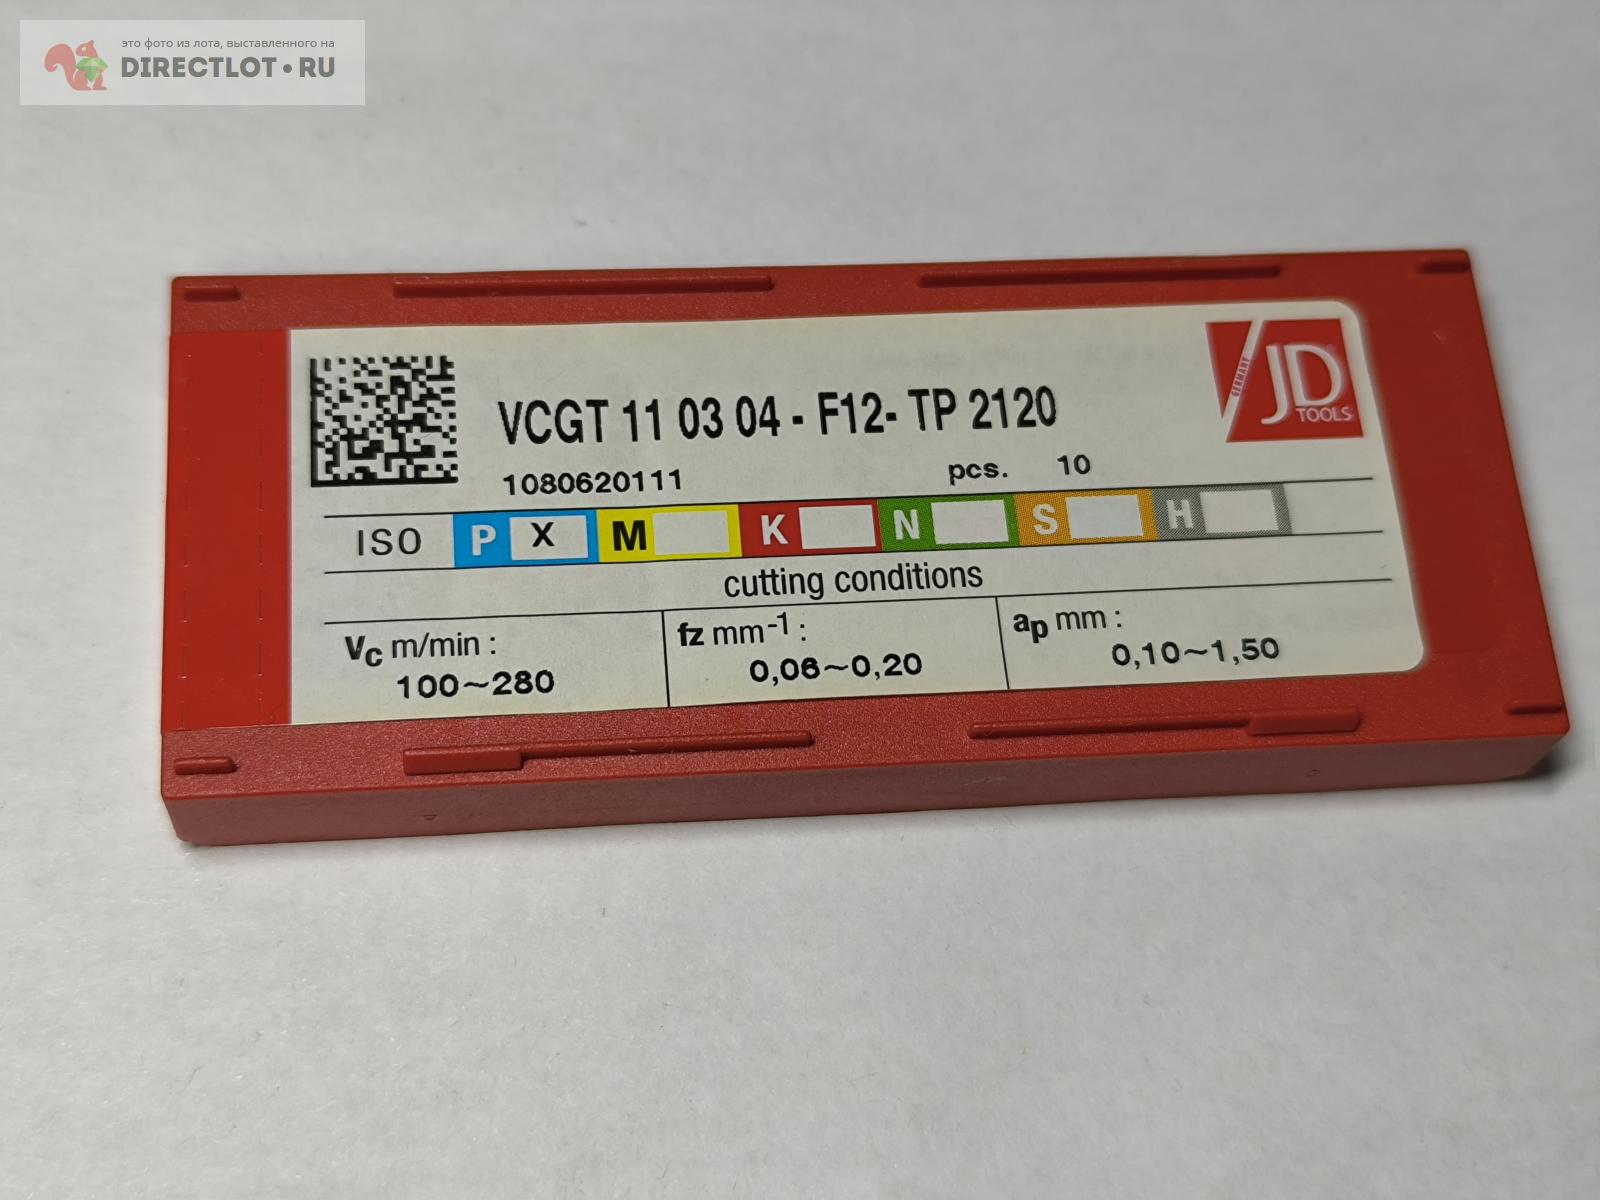 это фото из лота, выставленного на
DIRECTLOT•RU
GERMANY
JD
TOOLS
VCGT 11 03 04 - F12- TP 2120
1080620111 pcs. 10
ISO P X M K N S H
cutting conditions
Vc m/min : fz mm-1 : ap mm :
100~280 0,06~0,20 0,10~1,50